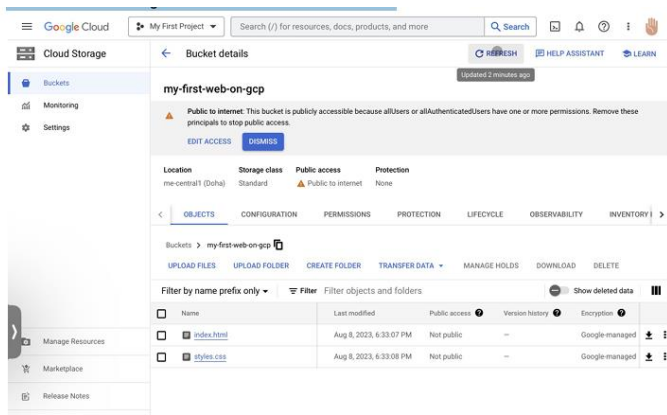 Google Cloud My First Project Search (/) for resources, docs, products, and more Search
Cloud Storage Bucket details REFRESH HELP ASSISTANT LEARN
Updated 2 minutes ago
Buckets
Monitoring
Settings
my-first-web-on-gcp
Public to internet: This bucket is publicly accessible because allUsers or allAuthenticatedUsers have one or more permissions. Remove these
principals to stop public access.
EDIT ACCESS DISMISS
Location Storage class Public access Protection
me-central1 (Doha) Standard Public to internet None
OBJECTS CONFIGURATION PERMISSIONS PROTECTION LIFECYCLE OBSERVABILITY INVENTORY
Buckets > my-first-web-on-gcp
UPLOAD FILES UPLOAD FOLDER CREATE FOLDER TRANSFER DATA MANAGE HOLDS DOWNLOAD DELETE
Filter by name prefix only Filter Filter objects and folders Show deleted data
Name Last modified Public access Version history Encryption
index.html Aug 8, 2023, 6:33:07 PM Not public – Google-managed
styles.css Aug 8, 2023, 6:33:08 PM Not public – Google-managed
Manage Resources
Marketplace
Release Notes